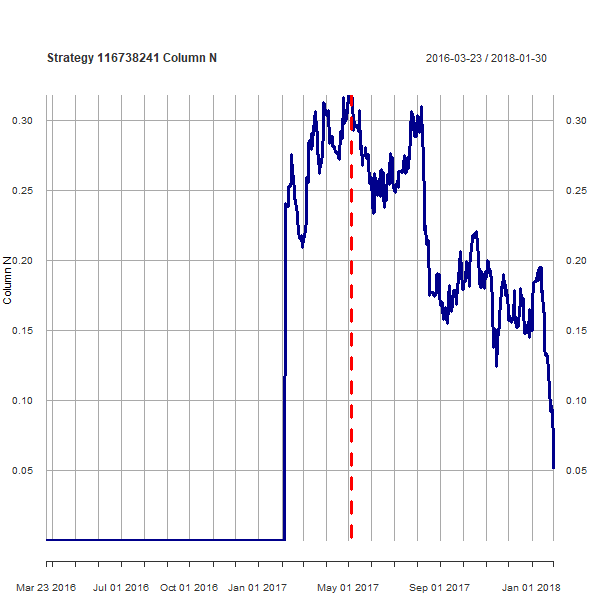 Strategy 116738241 Column N
2016-03-23 / 2018-01-30
0.30
0.30
0.25
0.25
0.20
0.20
Column N
0.15
0.15
0.10
0.10
0.05
0.05
Mar 23 2016
Jul 01 2016
Oct 01 2016
Jan 01 2017
May 01 2017
Sep 01 2017
Jan 01 2018